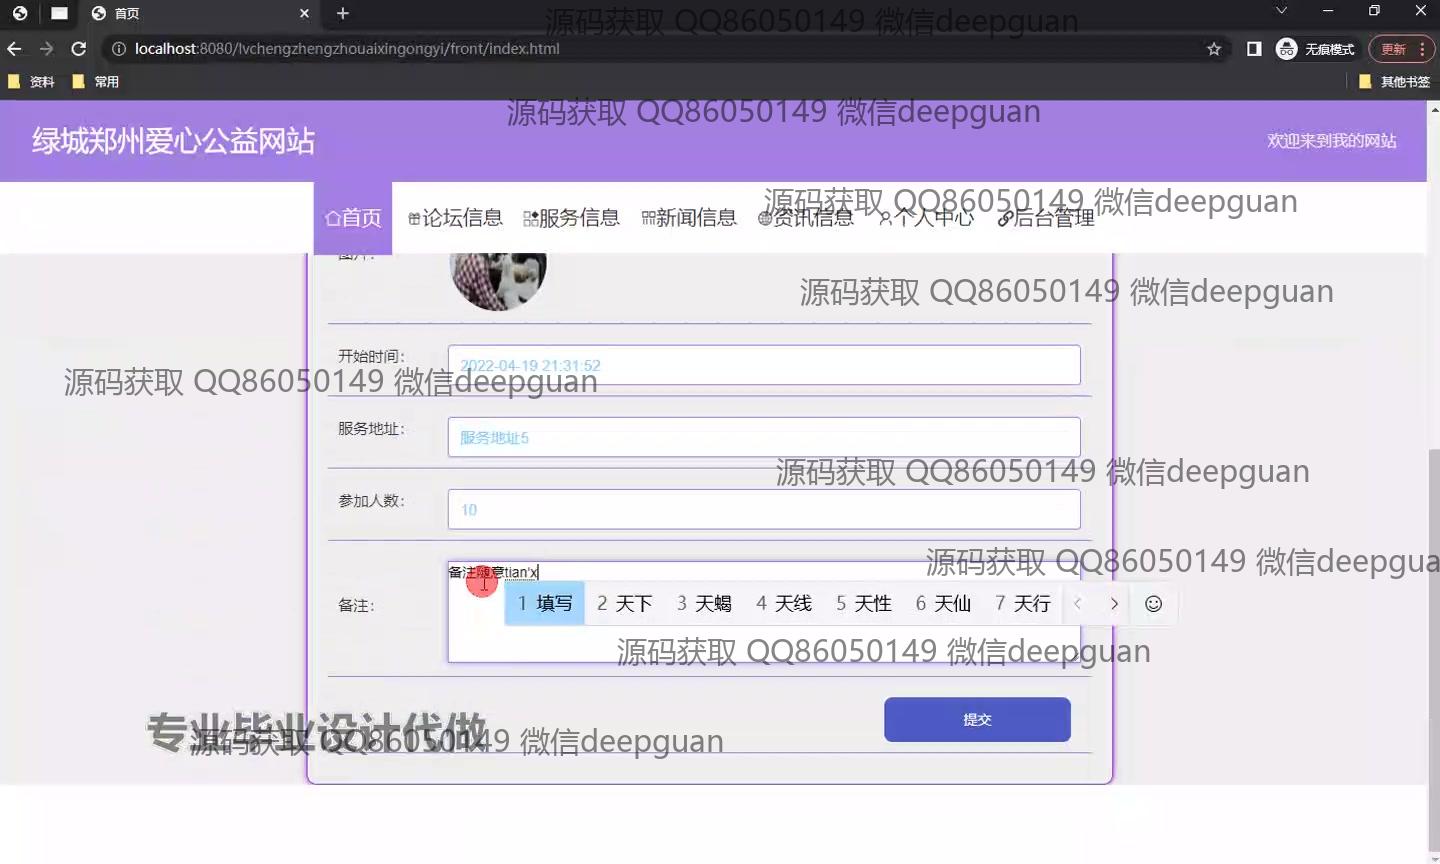 首页
源码获取 QQ86050149 微信deepguan
localhost:8080/lvchengzhengzhouaixingongyi/front/index.html
无痕模式
更新
资料
常用
其他书签
源码获取 QQ86050149 微信deepguan
绿城郑州爱心公益网站
欢迎来到我的网站
源码获取 QQ86050149 微信deepguan
首页
论坛信息
服务信息
新闻信息
资讯信息
个人中心
后台管理
图片：
源码获取 QQ86050149 微信deepguan
开始时间：
2022-04-19 21:31:52
源码获取 QQ86050149 微信deepguan
服务地址：
服务地址5
源码获取 QQ86050149 微信deepguan
参加人数：
10
源码获取 QQ86050149 微信deepgua
备注：
备注随意tian'x
1 填写 2 天下 3 天蝎 4 天线 5 天性 6 天仙 7 天行
源码获取 QQ86050149 微信deepguan
提交
专业毕业设计代做
源码获取 QQ86050149 微信deepguan